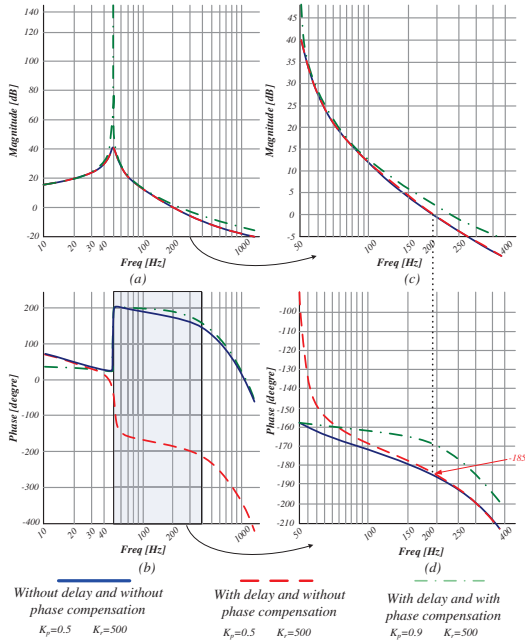 140
120
100
80
60
40
20
0
-20
Magnitude [dB]
10
20
30
40
100
200
1000
Freq [Hz]
(a)
45
40
35
30
25
20
15
10
5
0
-5
Magnitude [dB]
50
100
200
250
400
Freq [Hz]
(c)
200
100
0
-100
-200
-300
-400
Phase [deegre]
10
20
30
40
100
200
1000
Freq [Hz]
(b)
-100
-120
-140
-150
-160
-170
-180
-190
-200
-210
Phase [degre]
-185
50
100
200
250
400
Freq [Hz]
(d)
Without delay and without
phase compensation
Kp=0.5 Kr=500
With delay and without
phase compensation
Kp=0.5 Kr=500
With delay and with
phase compensation
Kp=0.9 Kr=500